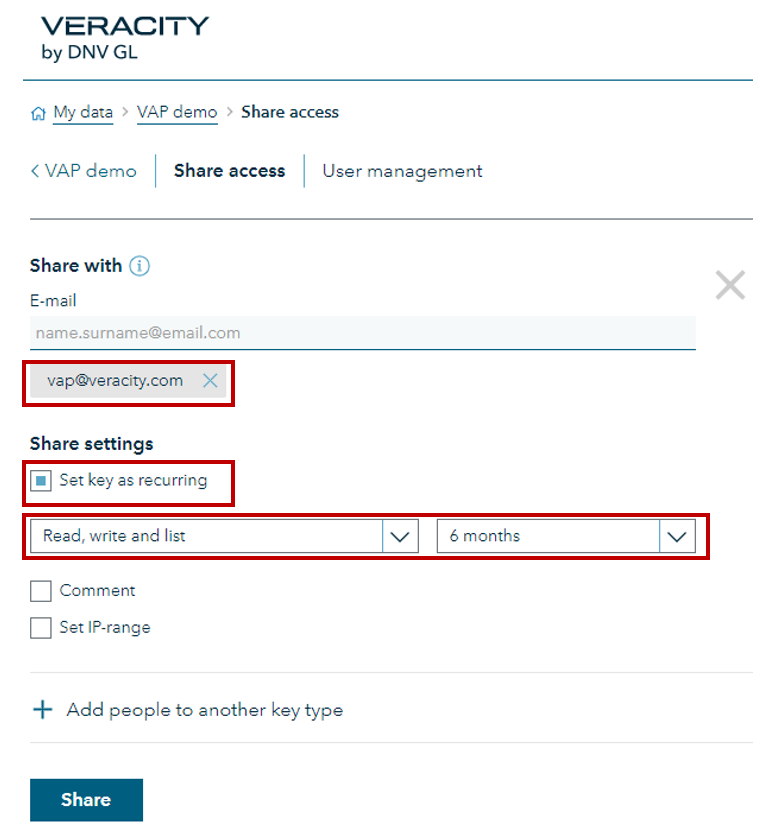 VERACITY
by DNV GL
My data > VAP demo > Share access
< VAP demo Share access User management
Share with i
E-mail
name.surname@email.com
vap@veracity.com
Share settings
Set key as recurring
Read, write and list 6 months
Comment
Set IP-range
+ Add people to another key type
Share